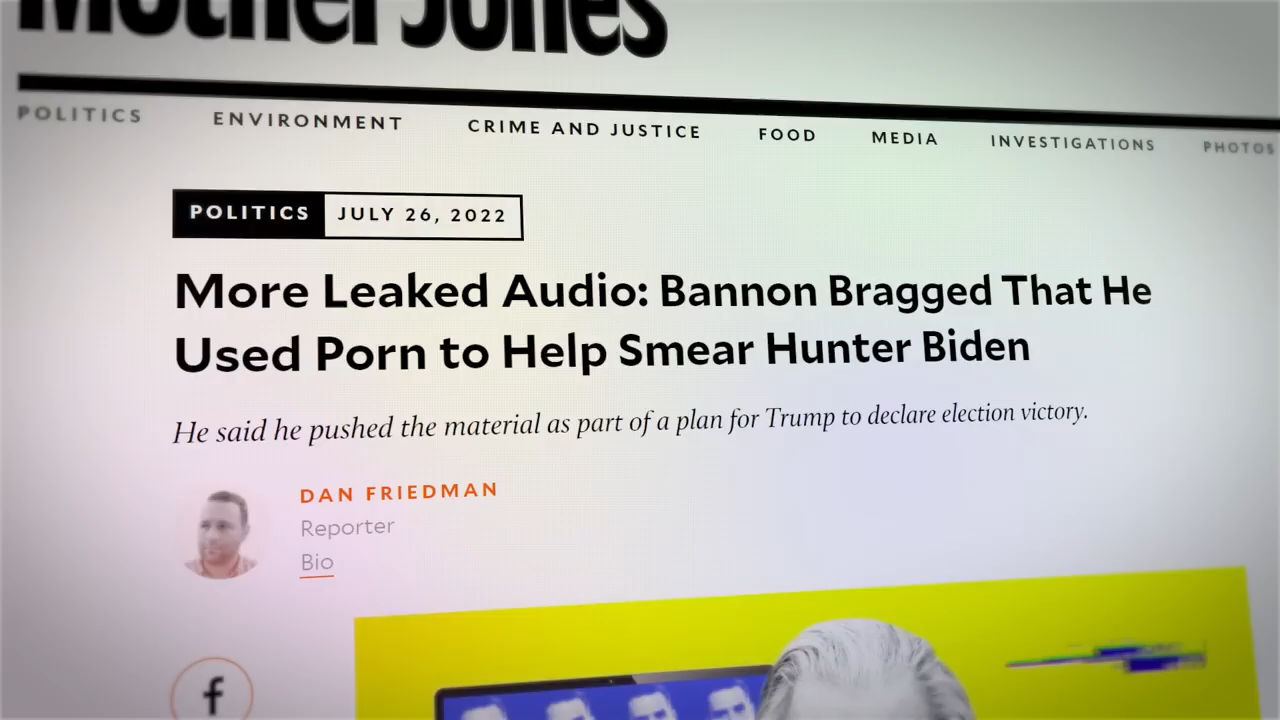 Mother Jones
POLITICS ENVIRONMENT CRIME AND JUSTICE FOOD MEDIA INVESTIGATIONS PHOTOS
POLITICS JULY 26, 2022
More Leaked Audio: Bannon Bragged That He
Used Porn to Help Smear Hunter Biden
He said he pushed the material as part of a plan for Trump to declare election victory.
DAN FRIEDMAN
Reporter
Bio
f